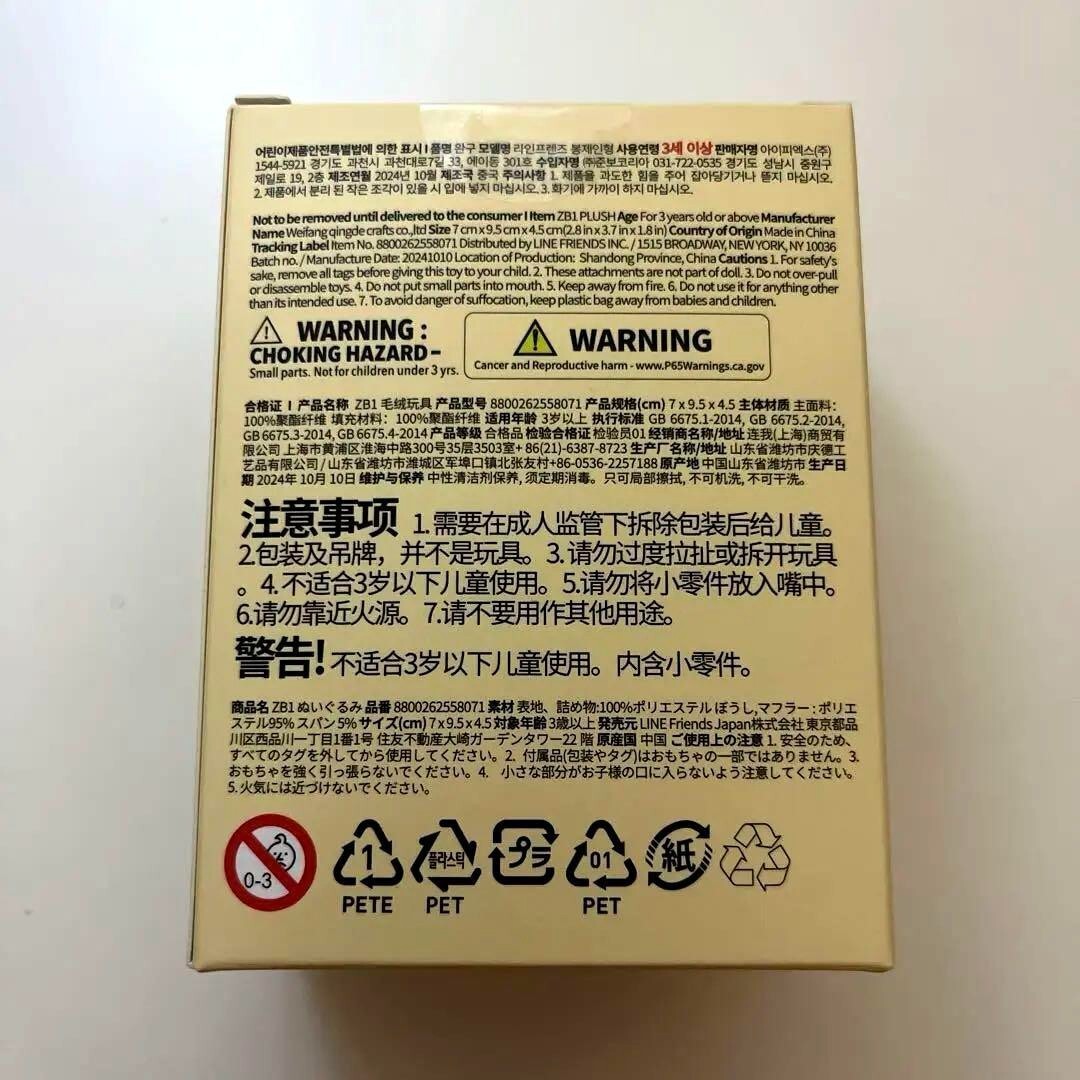 어린이제품안전특별법에 의한 표시 I 품명 완구 모델명 라인프렌즈 봉제인형 사용연령 3세 이상 판매자명 아이피엑스(주)
1544-5921 경기도 과천시 과천대로7길 33, 에이동 301호 수입자명 ㈜준보코리아 031-722-0535 경기도 성남시 중원구
제일로 19, 2층 제조연월 2024년 10월 제조국 중국 주의사항 1. 제품을 과도한 힘을 주어 잡아당기거나 뜯지 마십시오.
2. 제품에서 분리 된 작은 조각이 있을 시 입에 넣지 마십시오. 3. 화기에 가까이 하지 마십시오.
Not to be removed until delivered to the consumer I Item ZB1 PLUSH Age For 3 years old or above Manufacturer
Name Weifang qingde crafts co.,ltd Size 7 cm x 9.5 cm x 4.5 cm (2.8 in x 3.7 in x 1.8 in) Country of Origin Made in China
Tracking Label Item No. 8800262558071 Distributed by LINE FRIENDS INC. / 1515 BROADWAY, NEW YORK, NY 10036
Batch no. / Manufacture Date: 20241010 Location of Production: Shandong Province, China Cautions 1. For safety's
sake, remove all tags before giving this toy to your child. 2. These attachments are not part of doll. 3. Do not over-pull
or disassemble toys. 4. Do not put small parts into mouth. 5. Keep away from fire. 6. Do not use it for anything other
than its intended use. 7. To avoid danger of suffocation, keep plastic bag away from babies and children.
WARNING :
CHOKING HAZARD–
Small parts. Not for children under 3 yrs.
WARNING
Cancer and Reproductive harm - www.P65Warnings.ca.gov
合格证 I 产品名称 ZB1 毛绒玩具 产品型号 8800262558071 产品规格(cm) 7 x 9.5 x 4.5 主体材质 主面料:
100%聚酯纤维 填充材料: 100%聚酯纤维 适用年龄 3岁以上 执行标准 GB 6675.1-2014, GB 6675.2-2014,
GB 6675.3-2014, GB 6675.4-2014 产品等级 合格品 检验合格证 检验员01 经销商名称/地址 连我(上海)商贸有
限公司 上海市黄浦区淮海中路300号35层3503室+ 86(21)-6387-8723 生产厂名称/地址 山东省潍坊市庆德工
艺品有限公司 / 山东省潍坊市潍城区军埠口镇北张友村+86-0536-2257188 原产地 中国山东省潍坊市 生产日
期 2024年 10月 10日 维护与保养 中性清洁剂保养, 须定期消毒。只可局部擦拭, 不可机洗, 不可干洗。
注意事项 1. 需要在成人监管下拆除包装后给儿童。
2.包装及吊牌，并不是玩具。3. 请勿过度拉扯或拆开玩具
。4. 不适合3岁以下儿童使用。5.请勿将小零件放入嘴中。
6.请勿靠近火源。7.请不要用作其他用途。
警告! 不适合3岁以下儿童使用。内含小零件。
商品名 ZB1 ぬいぐるみ 品番 8800262558071 素材 表地、詰め物:100%ポリエステル ぼうし,マフラー : ポリエ
ステル95% スパン 5% サイズ(cm) 7 x 9.5 x 4.5 対象年齢 3歳以上 発売元 LINE Friends Japan株式会社 東京都品
川区西品川一丁目1番1号 住友不動産大崎ガーデンタワー22 階 原産国 中国 ご使用上の注意 1. 安全のため、
すべてのタグを外してから使用してください。2. 付属品(包装やタグ)はおもちゃの一部ではありません。3.
おもちゃを強く引っ張らないでください。4. 小さな部分がお子様の口に入らないよう注意してください。
5. 火気には近づけないでください。
0-3
1
PETE
플라스틱
PET
プラ
01
PET
紙